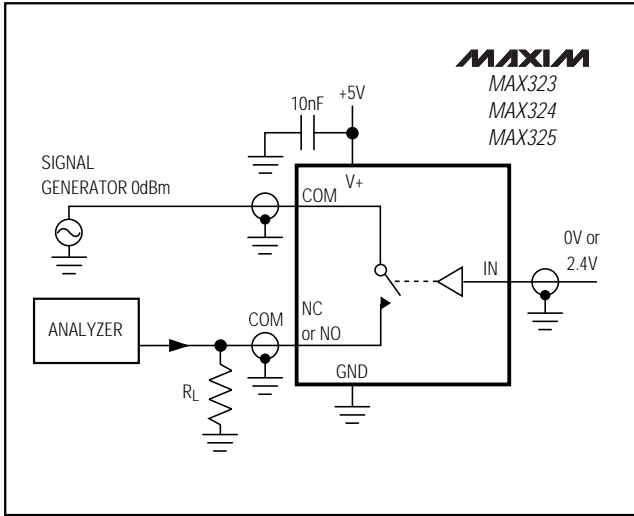 MAXIM
MAX323
MAX324
MAX325
+5V
10nF
SIGNAL
GENERATOR 0dBm
V+
COM
0V or
2.4V
IN
COM
NC
or NO
ANALYZER
GND
RL